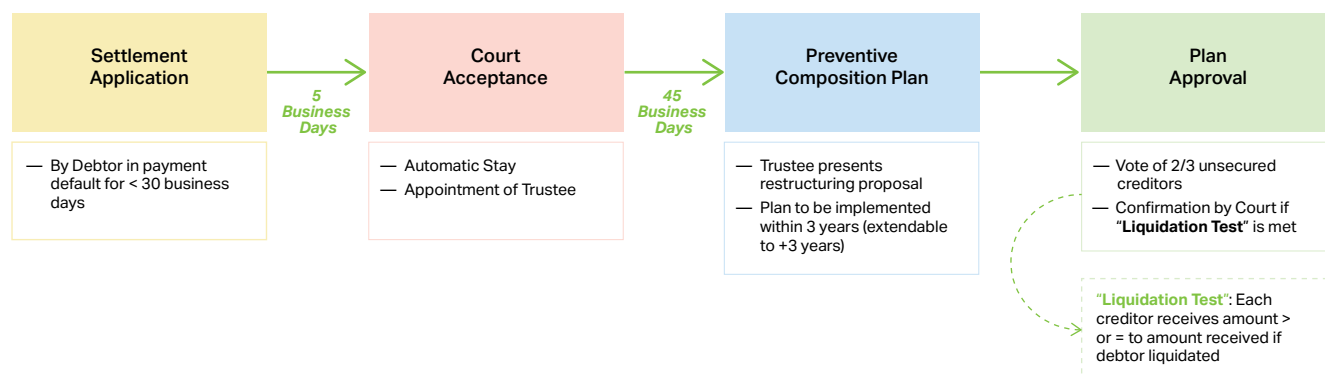 Settlement
Application
5
Business
Days
Court
Acceptance
45
Business
Days
Preventive
Composition Plan
Plan
Approval
— By Debtor in payment
default for < 30 business
days
— Automatic Stay
— Appointment of Trustee
— Trustee presents
restructuring proposal
— Plan to be implemented
within 3 years (extendable
to +3 years)
— Vote of 2/3 unsecured
creditors
— Confirmation by Court if
“Liquidation Test” is met
“Liquidation Test”: Each
creditor receives amount >
or = to amount received if
debtor liquidated